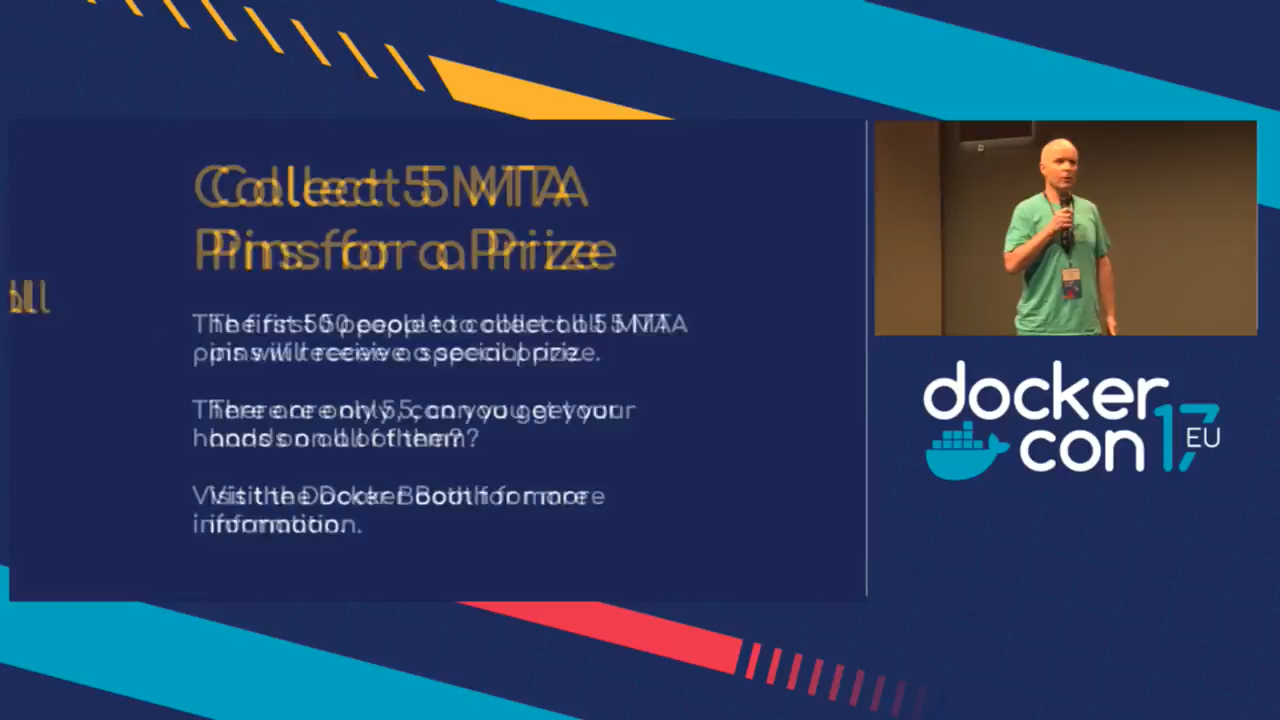 Collect 5 MTA
Pins for a Prize
The first 50 people to collect all 5 MTA
pins will receive a special prize.
There are only 5, can you get your
hands on all of them?
Visit the Docker Booth for more
information.
docker
con 17 EU